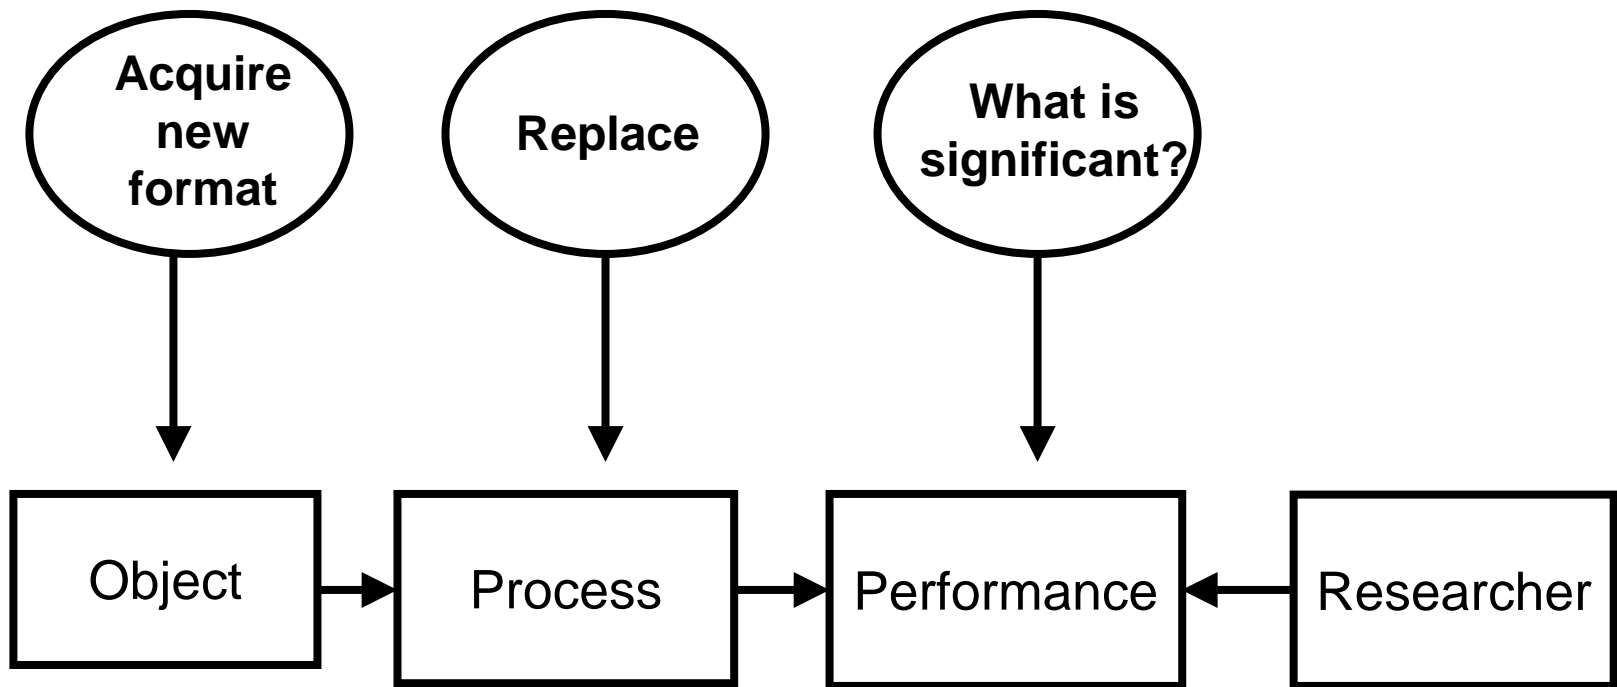 Acquire
new
format
Replace
What is
significant?
Object
Process
Performance
Researcher